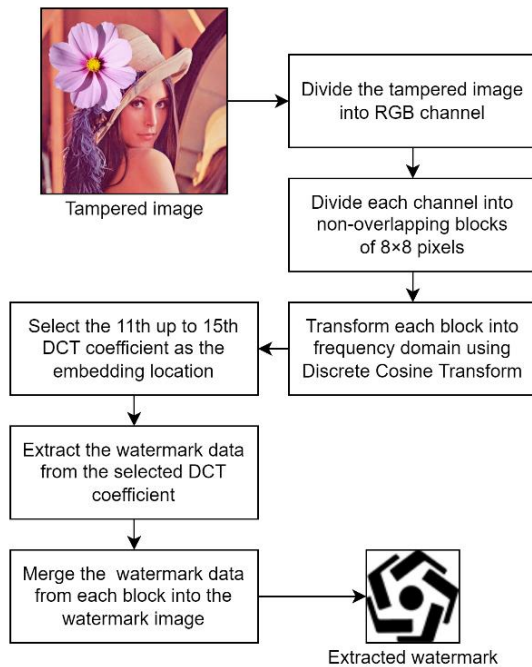 Tampered image
Divide the tampered image
into RGB channel
Divide each channel into
non-overlapping blocks
of 8×8 pixels
Transform each block into
frequency domain using
Discrete Cosine Transform
Select the 11th up to 15th
DCT coefficient as the
embedding location
Extract the watermark data
from the selected DCT
coefficient
Merge the watermark data
from each block into the
watermark image
Extracted watermark